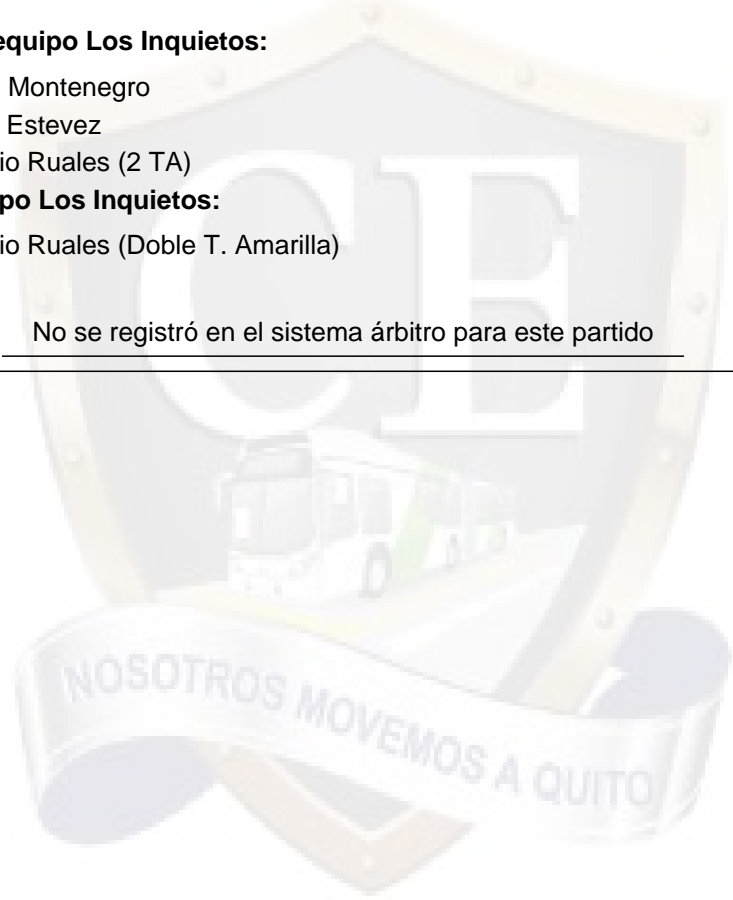 equipo Los Inquietos:
Montenegro
Estevez
io Ruales (2 TA)
po Los Inquietos:
io Ruales (Doble T. Amarilla)
No se registró en el sistema árbitro para este partido
CE
NOSOTROS MOVEMOS A QUITO